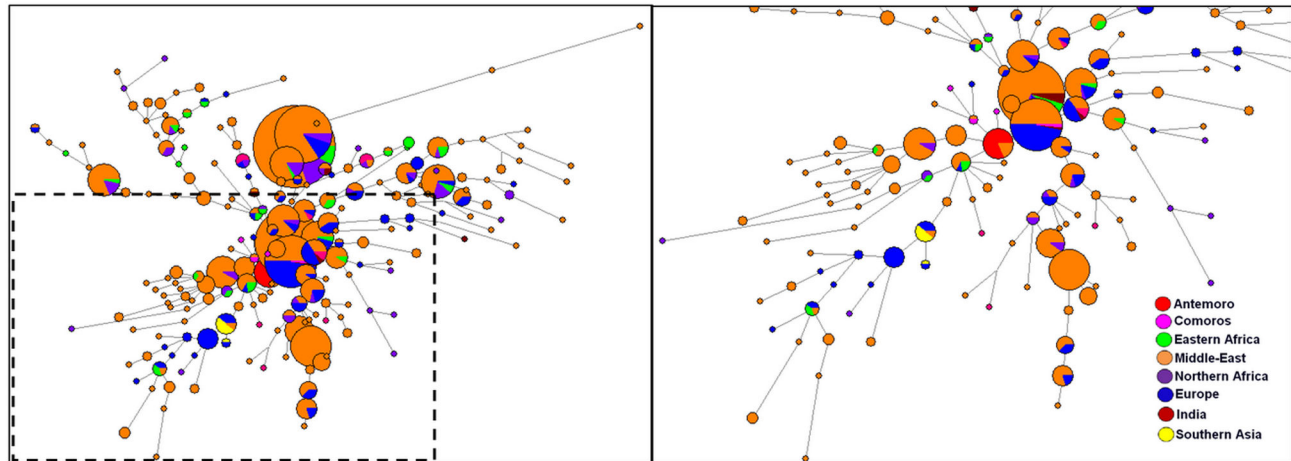 Antemoro
Comoros
Eastern Africa
Middle-East
Northern Africa
Europe
India
Southern Asia